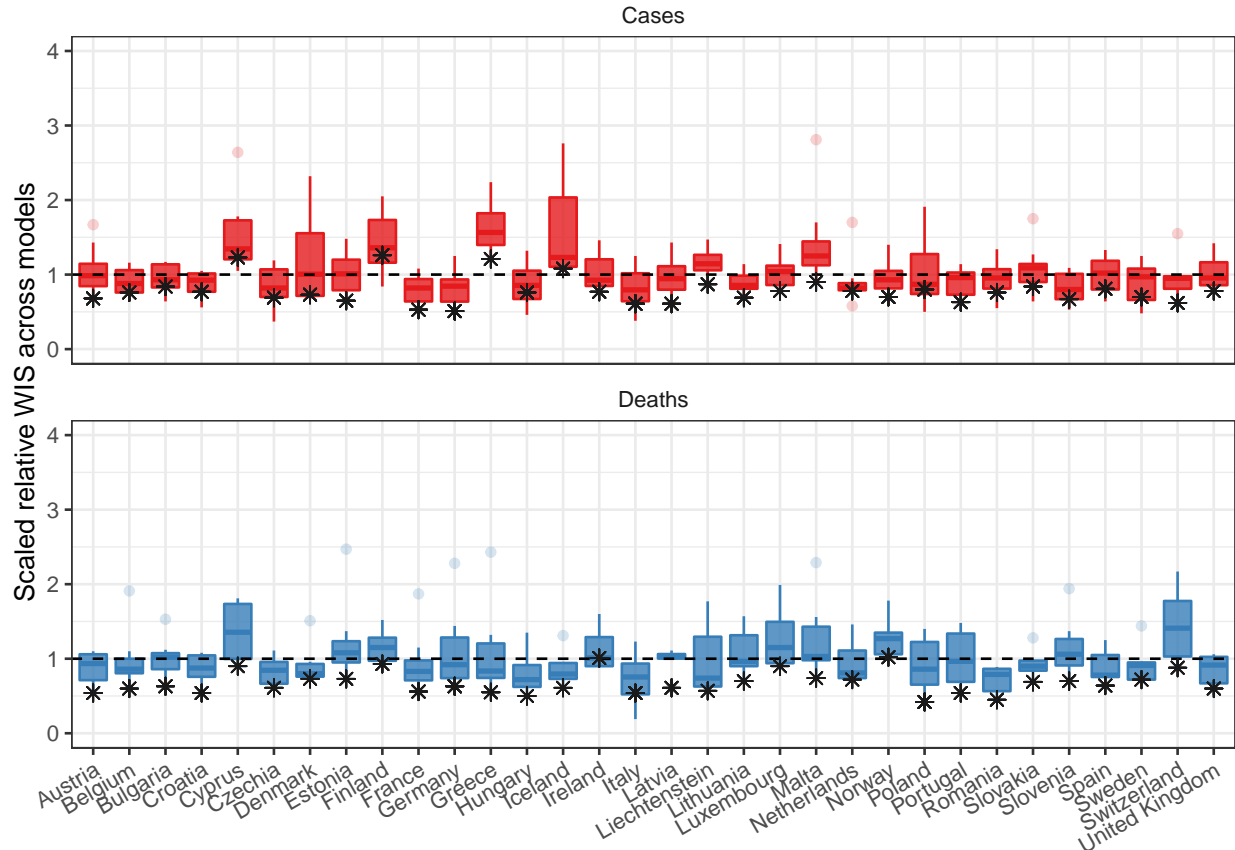 Cases
4
3
2
1
0
Deaths
4
3
2
1
0
Scaled relative WIS across models
Austria
Belgium
Bulgaria
Croatia
Cyprus
Czechia
Denmark
Estonia
Finland
France
Germany
Greece
Hungary
Iceland
Ireland
Italy
Latvia
Liechtenstein
Lithuania
Luxembourg
Malta
Netherlands
Norway
Poland
Portugal
Romania
Slovakia
Slovenia
Spain
Sweden
Switzerland
United Kingdom